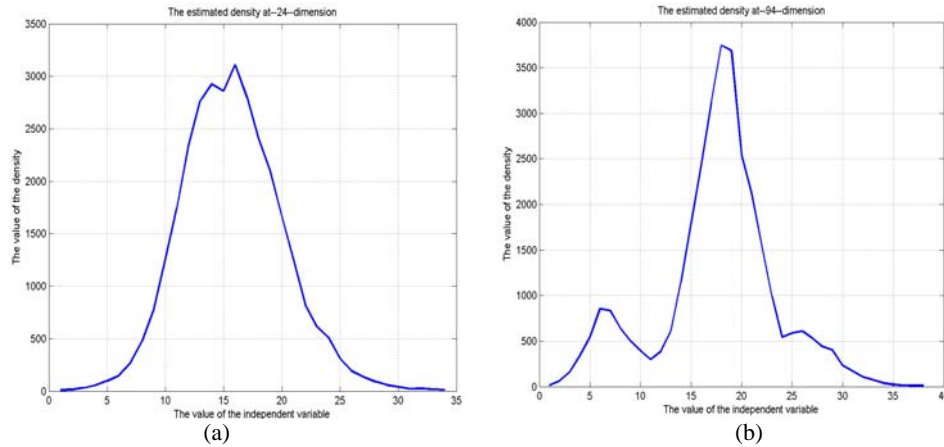 The estimated density at--24--dimension
The value of the density
3500
3000
2500
2000
1500
1000
500
0
0 5 10 15 20 25 30 35
The value of the independent variable
(a)
The estimated density at--94--dimension
The value of the density
4000
3500
3000
2500
2000
1500
1000
500
0
0 5 10 15 20 25 30 35 40
The value of the independent variable
(b)